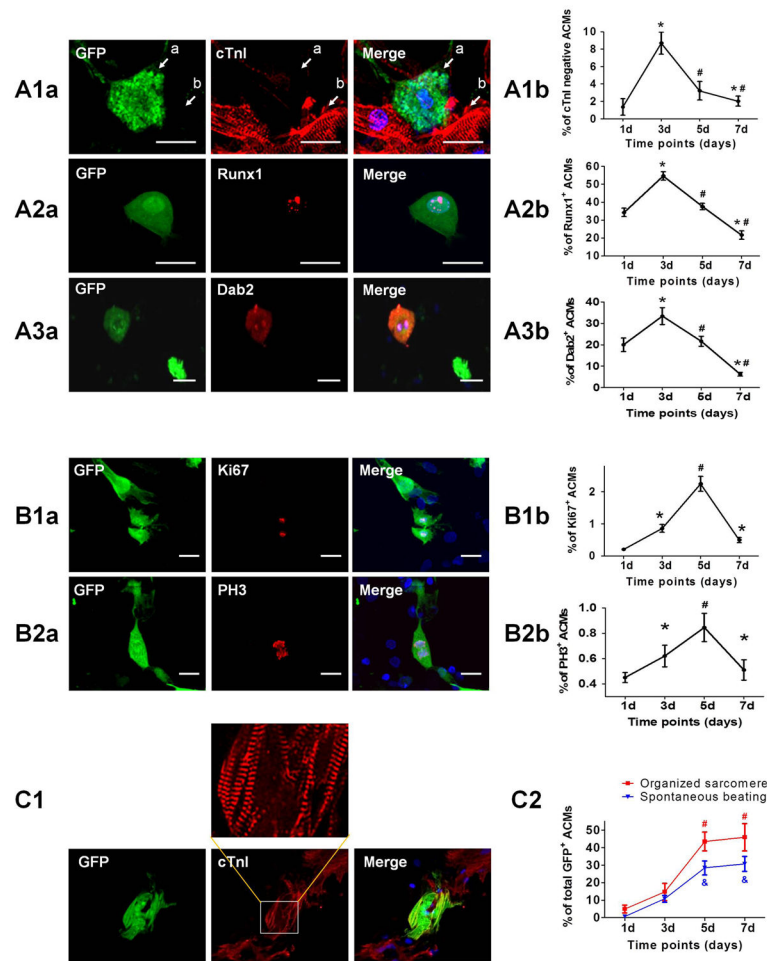 A1a
GFP
a
b
cTnI
a
b
Merge
a
b
A1b
% of cTnI negative ACMs
10
8
6
4
2
0
*
#
* #
1d 3d 5d 7d
Time points (days)
A2a
GFP
Runx1
Merge
A2b
% of Runx1+ ACMs
60
50
40
30
20
10
*
#
* #
1d 3d 5d 7d
Time points (days)
A3a
GFP
Dab2
Merge
A3b
% of Dab2+ ACMs
40
30
20
10
0
*
#
* #
1d 3d 5d 7d
Time points (days)
B1a
GFP
Ki67
Merge
B1b
% of Ki67+ ACMs
2
1
0
*
#
*
1d 3d 5d 7d
Time points (days)
B2a
GFP
PH3
Merge
B2b
% of PH3+ ACMs
1.0
0.8
0.6
0.4
*
#
*
1d 3d 5d 7d
Time points (days)
C1
GFP
cTnI
Merge
C2
Organized sarcomere
Spontaneous beating
% of total GFP+ ACMs
50
40
30
20
10
0
# #
& &
1d 3d 5d 7d
Time points (days)